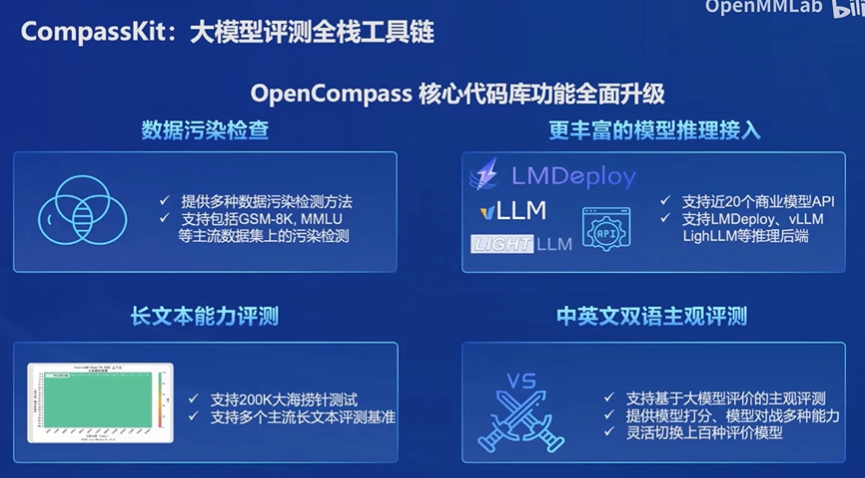 OpenMMLab
CompassKit：大模型评测全栈工具链
OpenCompass 核心代码库功能全面升级
数据污染检查
✓ 提供多种数据污染检测方法
✓ 支持包括GSM-8K, MMLU
等主流数据集上的污染检测
更丰富的模型推理接入
LMDeploy
vLLM
LIGHTLLM
API
✓ 支持近20个商业模型API
✓ 支持LMDeploy、vLLM
LighLLM等推理后端
长文本能力评测
✓ 支持200K大海捞针测试
✓ 支持多个主流长文本评测基准
中英文双语主观评测
VS
✓ 支持基于大模型评价的主观评测
✓ 提供模型打分、模型对战多种能力
✓ 灵活切换上百种评价模型